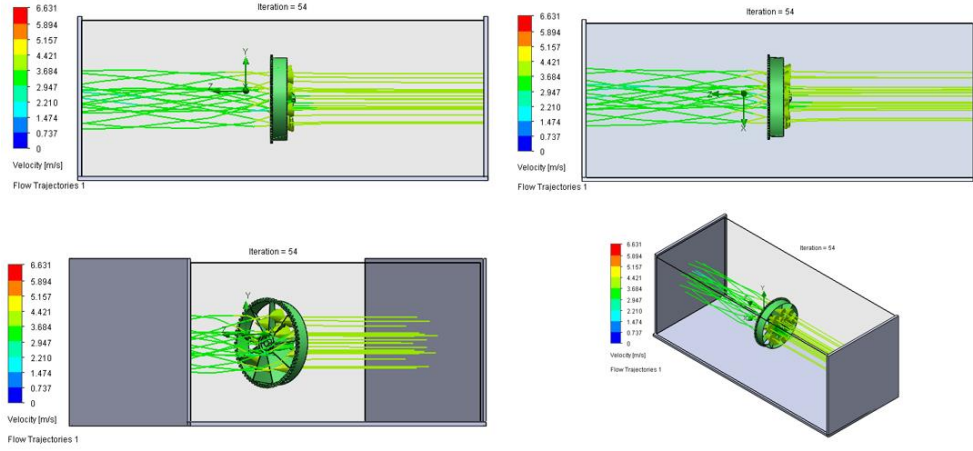 Iteration = 54
6.631
5.894
5.157
4.421
3.684
2.947
2.210
1.474
0.737
0
Velocity [m/s]
Flow Trajectories 1
Y
Z
Iteration = 54
6.631
5.894
5.157
4.421
3.684
2.947
2.210
1.474
0.737
0
Velocity [m/s]
Flow Trajectories 1
Z
X
Iteration = 54
6.631
5.894
5.157
4.421
3.684
2.947
2.210
1.474
0.737
0
Velocity [m/s]
Flow Trajectories 1
Y
Iteration = 54
6.631
5.894
5.157
4.421
3.684
2.947
2.210
1.474
0.737
0
Velocity [m/s]
Flow Trajectories 1
Y